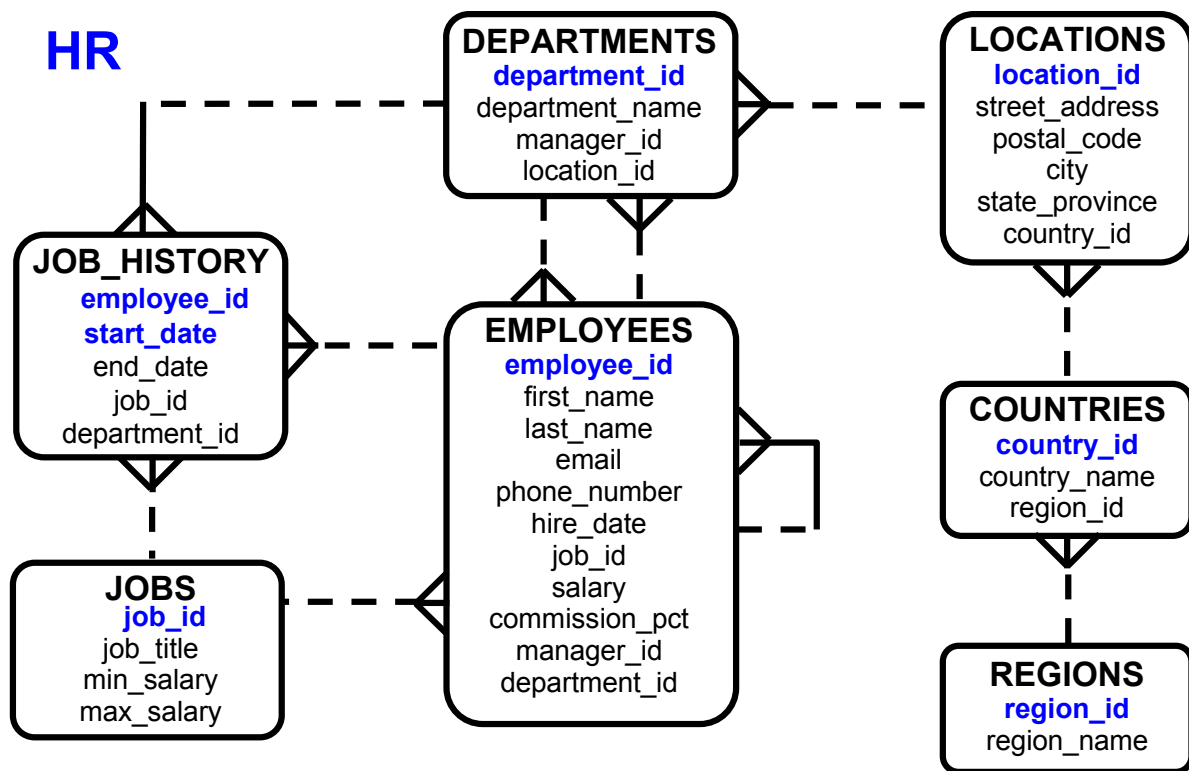 HR
DEPARTMENTS
department_id
department_name
manager_id
location_id
LOCATIONS
location_id
street_address
postal_code
city
state_province
country_id
JOB_HISTORY
employee_id
start_date
end_date
job_id
department_id
EMPLOYEES
employee_id
first_name
last_name
email
phone_number
hire_date
job_id
salary
commission_pct
manager_id
department_id
COUNTRIES
country_id
country_name
region_id
JOBS
job_id
job_title
min_salary
max_salary
REGIONS
region_id
region_name